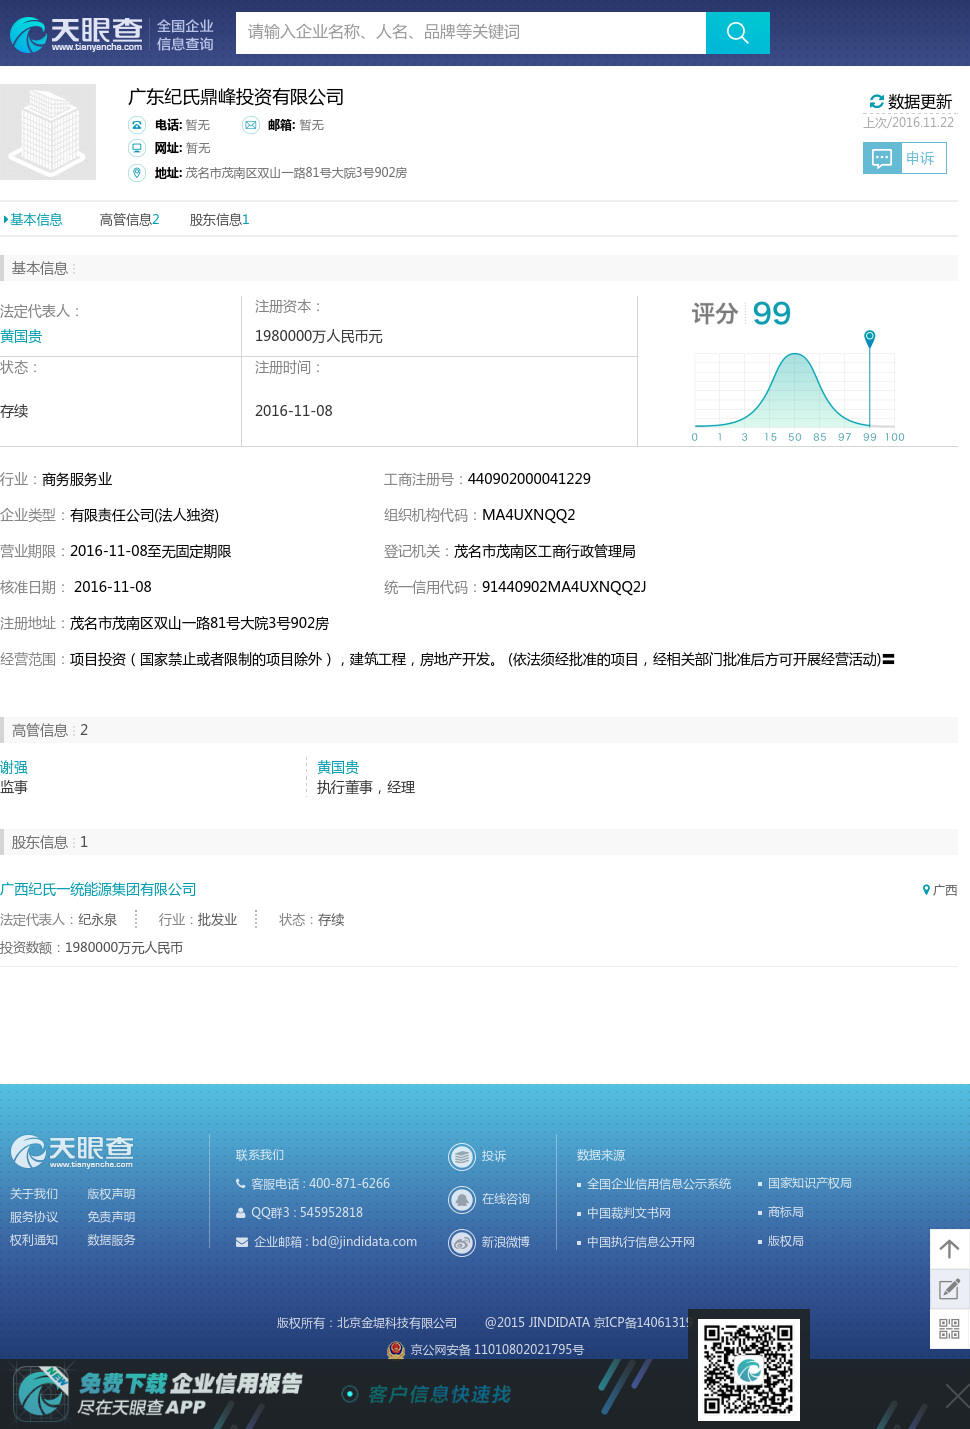 天眼查 www.tianyancha.com 全国企业信息查询
请输入企业名称、人名、品牌等关键词
广东纪氏鼎峰投资有限公司
数据更新
上次/2016.11.22
电话: 暂无 邮箱: 暂无
网址: 暂无
申诉
地址: 茂名市茂南区双山一路81号大院3号902房
基本信息 高管信息2 股东信息1
基本信息
法定代表人： 注册资本：
黄国贵 1980000万人民币元
状态： 注册时间：
存续 2016-11-08
评分 99
0 1 3 15 50 85 97 99 100
行业：商务服务业 工商注册号：440902000041229
企业类型：有限责任公司(法人独资) 组织机构代码：MA4UXNQQ2
营业期限：2016-11-08至无固定期限 登记机关：茂名市茂南区工商行政管理局
核准日期： 2016-11-08 统一信用代码：91440902MA4UXNQQ2J
注册地址：茂名市茂南区双山一路81号大院3号902房
经营范围：项目投资（国家禁止或者限制的项目除外），建筑工程，房地产开发。 (依法须经批准的项目，经相关部门批准后方可开展经营活动)〓
高管信息 2
谢强 黄国贵
监事 执行董事，经理
股东信息 1
广西纪氏一统能源集团有限公司 广西
法定代表人：纪永泉 行业：批发业 状态：存续
投资数额：1980000万元人民币
天眼查
www.tianyancha.com
关于我们 版权声明
服务协议 免责声明
权利通知 数据服务
联系我们
客服电话 : 400-871-6266
QQ群3 : 545952818
企业邮箱 : bd@jindidata.com
投诉
在线咨询
新浪微博
数据来源
全国企业信用信息公示系统 国家知识产权局
中国裁判文书网 商标局
中国执行信息公开网 版权局
版权所有：北京金堤科技有限公司 @2015 JINDIDATA 京ICP备1406131
京公网安备 11010802021795号
NEW 免费下载企业信用报告
尽在天眼查APP
客户信息快速找